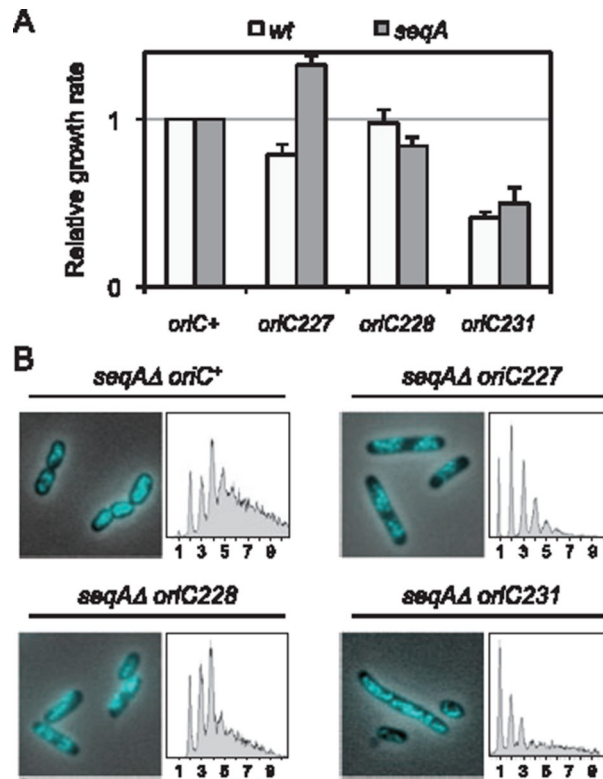 A
wt seqA
Relative growth rate
1
0
oriC+ oriC227 oriC228 oriC231
B
seqAΔ oriC+ seqAΔ oriC227
1 3 5 7 9 1 3 5 7 9
seqAΔ oriC228 seqAΔ oriC231
1 3 5 7 9 1 3 5 7 9